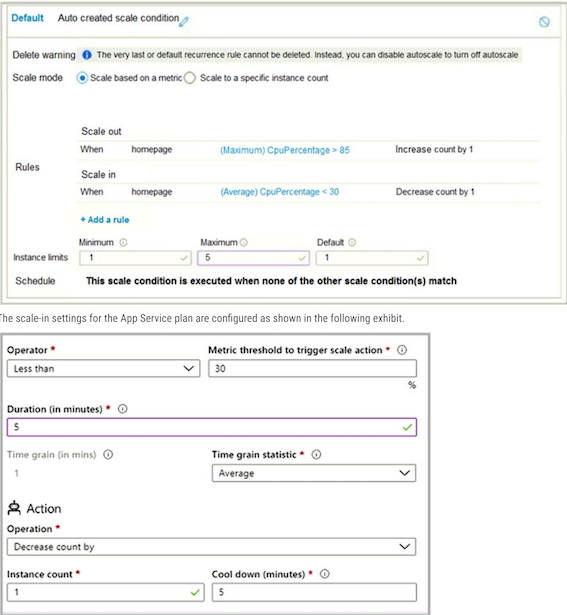 Default Auto created scale condition
Delete warning The very last or default recurrence rule cannot be deleted. Instead, you can disable autoscale to turn off autoscale
Scale mode Scale based on a metric Scale to a specific instance count
Scale out
When homepage (Maximum) CpuPercentage > 85 Increase count by 1
Rules
Scale in
When homepage (Average) CpuPercentage < 30 Decrease count by 1
+ Add a rule
Minimum Maximum Default
Instance limits 1 5 1
Schedule This scale condition is executed when none of the other scale condition(s) match
The scale-in settings for the App Service plan are configured as shown in the following exhibit.
Operator * Metric threshold to trigger scale action *
Less than 30
%
Duration (in minutes) *
5
Time grain (in mins) Time grain statistic *
1 Average
Action
Operation *
Decrease count by
Instance count * Cool down (minutes) *
1 5